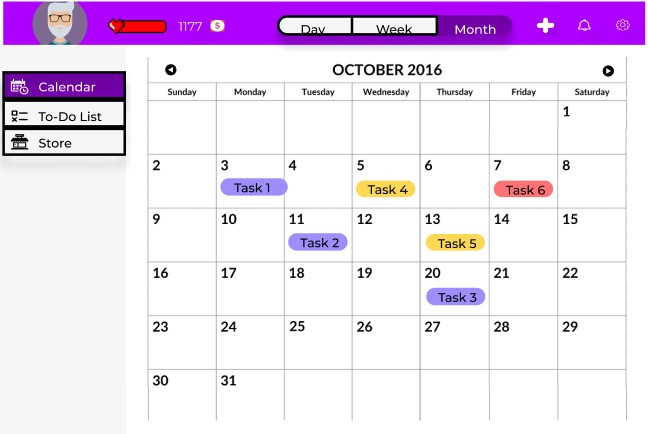 1177 $
Day Week Month
Calendar
To-Do List
Store
OCTOBER 2016
Sunday Monday Tuesday Wednesday Thursday Friday Saturday
1
2 3 4 5 6 7 8
Task 1 Task 4 Task 6
9 10 11 12 13 14 15
Task 2 Task 5
16 17 18 19 20 21 22
Task 3
23 24 25 26 27 28 29
30 31